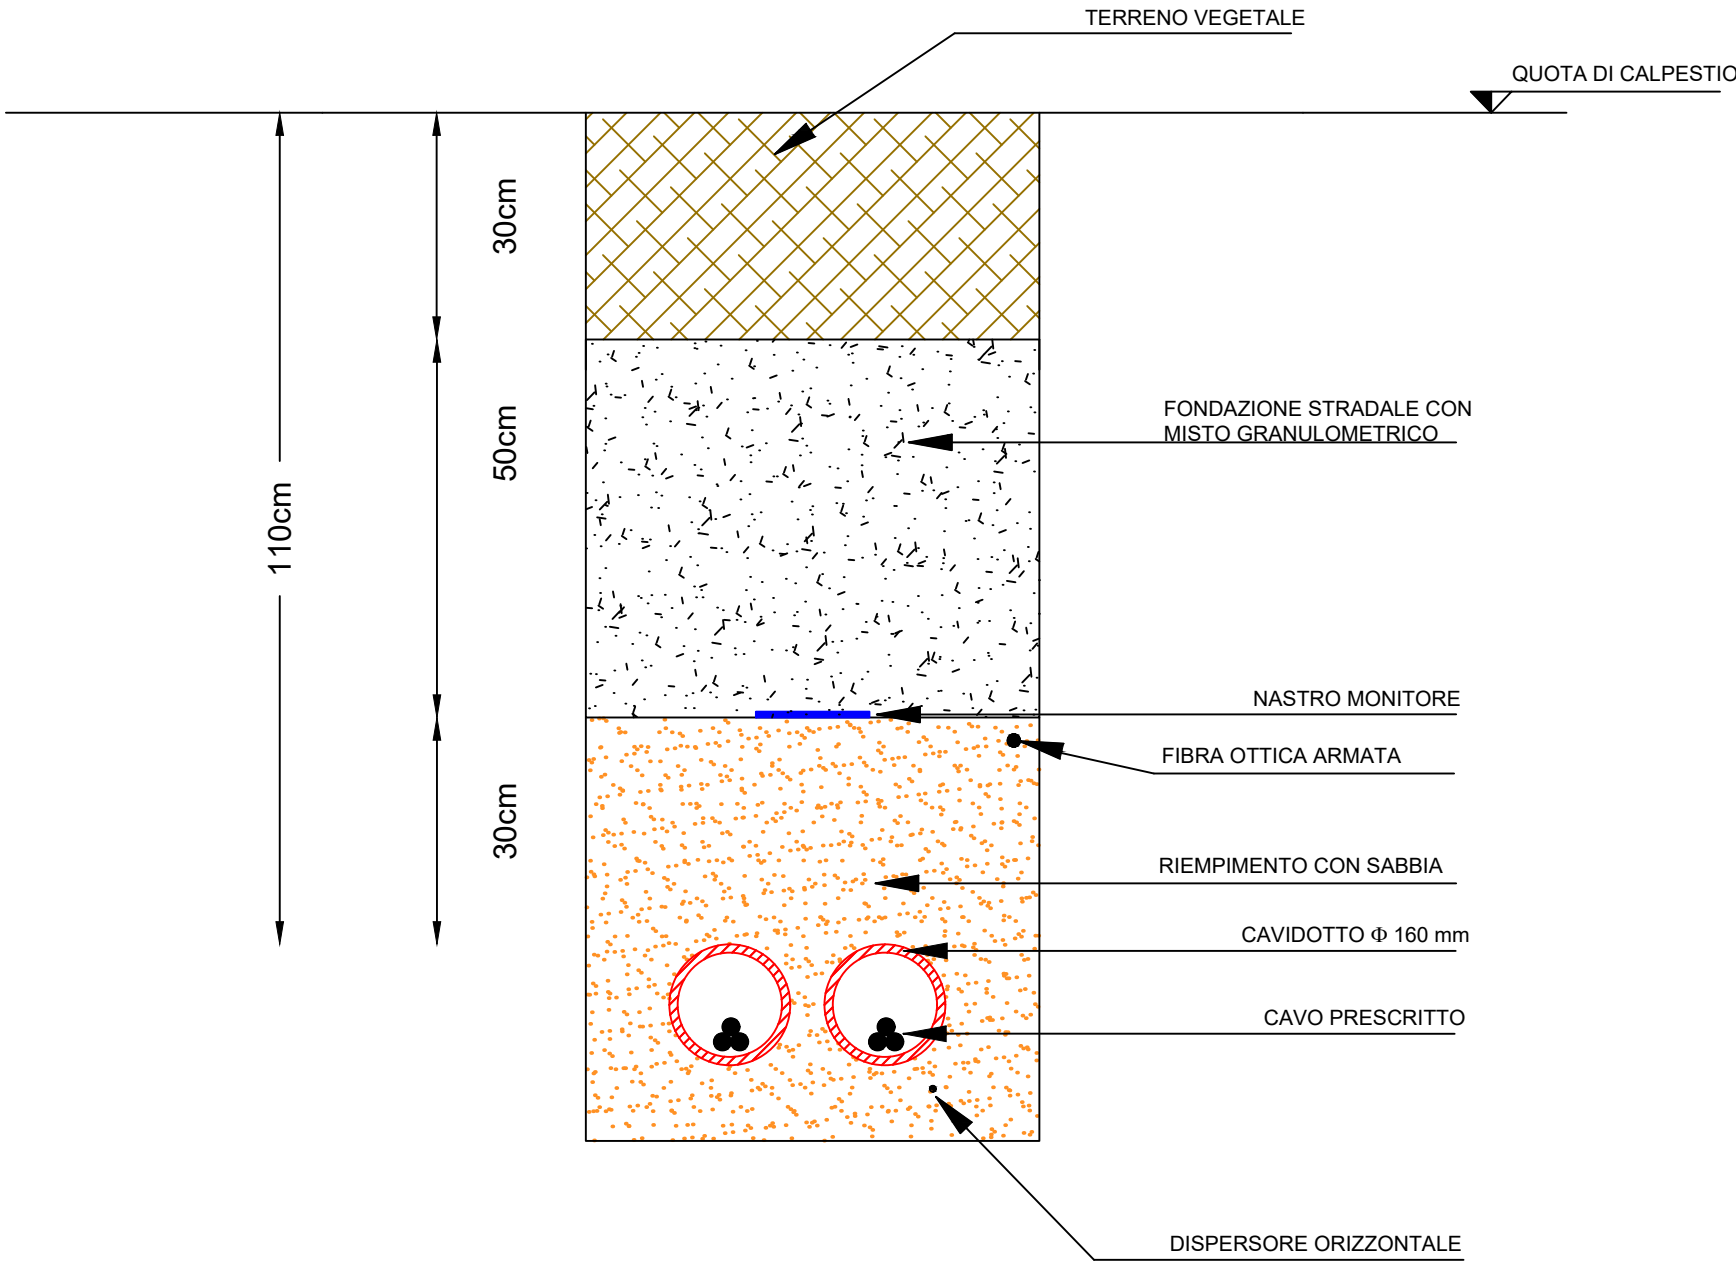 TERRENO VEGETALE
QUOTA DI CALPESTIO
30cm
50cm
110cm
30cm
FONDAZIONE STRADALE CON
MISTO GRANULOMETRICO
NASTRO MONITORE
FIBRA OTTICA ARMATA
RIEMPIMENTO CON SABBIA
CAVIDOTTO Φ 160 mm
CAVO PRESCRITTO
DISPERSORE ORIZZONTALE